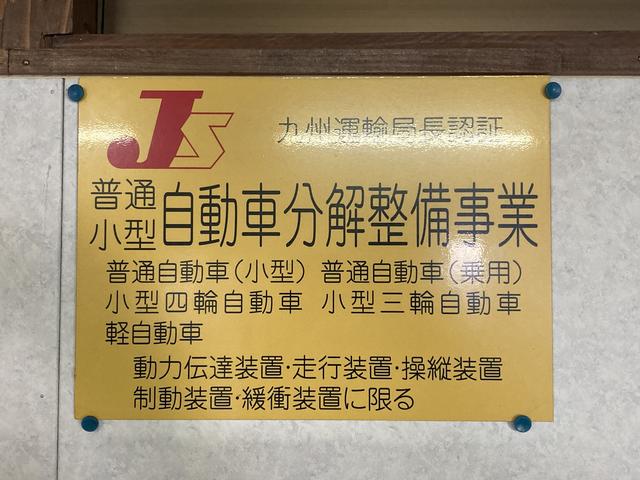 JS
九州運輸局長認証
普通
小型 自動車分解整備事業
普通自動車(小型) 普通自動車(乗用)
小型四輪自動車 小型三輪自動車
軽自動車
動力伝達装置・走行装置・操縦装置
制動装置・緩衝装置に限る